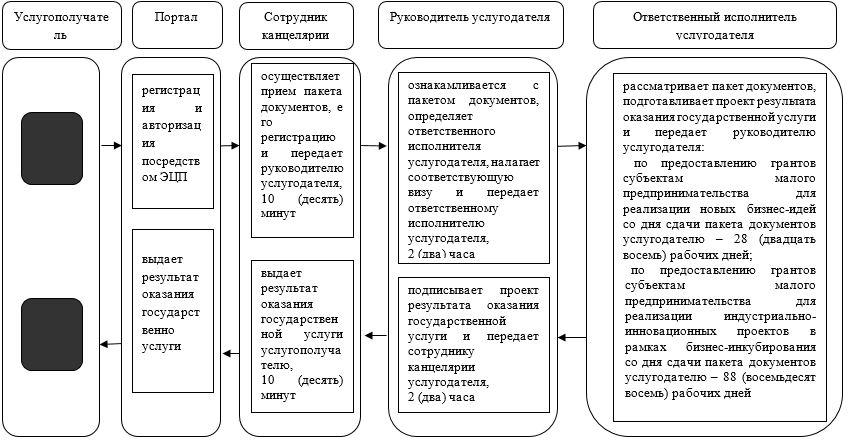 Услугополучате
ль
Портал
Сотрудник
канцелярии
Руководитель услугодателя
Ответственный исполнитель
услугодателя
регистрац
ия и
авторизац
ия
посредств
ом ЭЦП
осуществляет
прием пакета
документов, е
го
регистрацию
и передает
руководителю
услугодателя,
10 (десять)
минут
ознакамливается с
пакетом документов,
определяет
ответственного
исполнителя
услугодателя, налагает
соответствующую
визу и передает
ответственному
исполнителю
услугодателя,
2 (два) часа
рассматривает пакет документов,
подготавливает проект результата
оказания государственной услуги
и передает руководителю
услугодателя:
по предоставлению грантов
субъектам малого
предпринимательства для
реализации новых бизнес-идей
со дня сдачи пакета документов
услугодателю – 28 (двадцать
восемь) рабочих дней;
по предоставлению грантов
субъектам малого
предпринимательства для
реализации индустриально-
инновационных проектов в
рамках бизнес-инкубирования
со дня сдачи пакета документов
услугодателю – 88 (восемьдесят
восемь) рабочих дней
подписывает проект
результата оказания
государственной
услуги и передает
сотруднику
канцелярии
услугодателя,
2 (два) часа
выдает
результат
оказания
государствен
ной услуги
услугополуча
телю,
10 (десять)
минут
выдает
результат
оказания
государст
венно
услуги